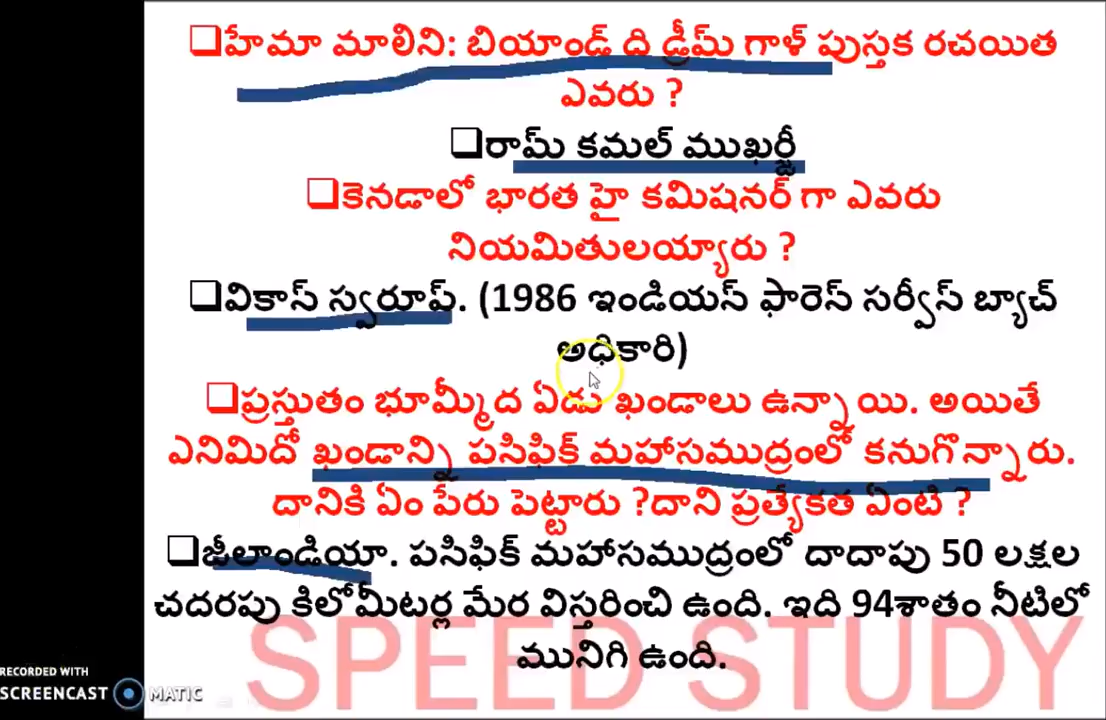 ❑హేమా మాలిని: బియాండ్ ది డ్రీమ్ గాళ్ పుస్తక రచయిత
ఎవరు ?
❑రామ్ కమల్ ముఖర్జీ
❑కెనడాలో భారత హై కమిషనర్ గా ఎవరు
నియమితులయ్యారు ?
❑వికాస్ స్వరూప్. (1986 ఇండియస్ ఫారెస్ సర్వీస్ బ్యాచ్
అధికారి)
❑ప్రస్తుతం భూమ్మీద ఏడు ఖండాలు ఉన్నాయి. అయితే
ఎనిమిదో ఖండాన్ని పసిఫిక్ మహాసముద్రంలో కనుగొన్నారు.
దానికి ఏం పేరు పెట్టారు ?దాని ప్రత్యేకత ఏంటి ?
❑జీలాండియా. పసిఫిక్ మహాసముద్రంలో దాదాపు 50 లక్షల
చదరపు కిలోమీటర్ల మేర విస్తరించి ఉంది. ఇది 94శాతం నీటిలో
మునిగి ఉంది.
SPEED STUDY
RECORDED WITH
SCREENCAST MATIC